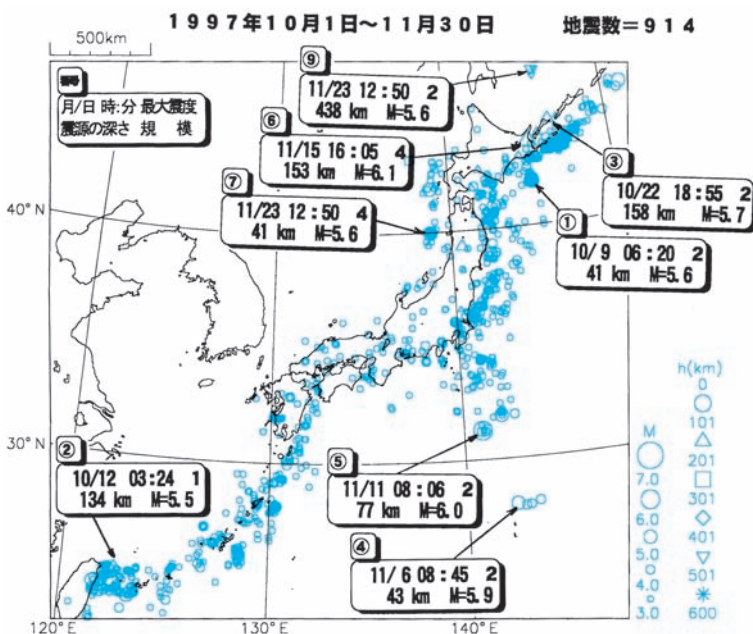 1997年10月1日～11月30日 地震数＝914
500km
月/日 時:分 最大震度
震源の深さ 規 模
⑨
11/23 12:50 2
438 km M=5.6
⑥
11/15 16:05 4
153 km M=6.1
③
10/22 18:55 2
158 km M=5.7
⑦
11/23 12:50 4
41 km M=5.6
①
10/ 9 06:20 2
41 km M=5.6
40°N
②
10/12 03:24 1
134 km M=5.5
30°N
⑤
11/11 08:06 2
77 km M=6.0
④
11/ 6 08:45 2
43 km M=5.9
M
7.0
6.0
5.0
4.0
3.0
h(km)
0
101
201
301
401
501
600
120°E
130°E
140°E